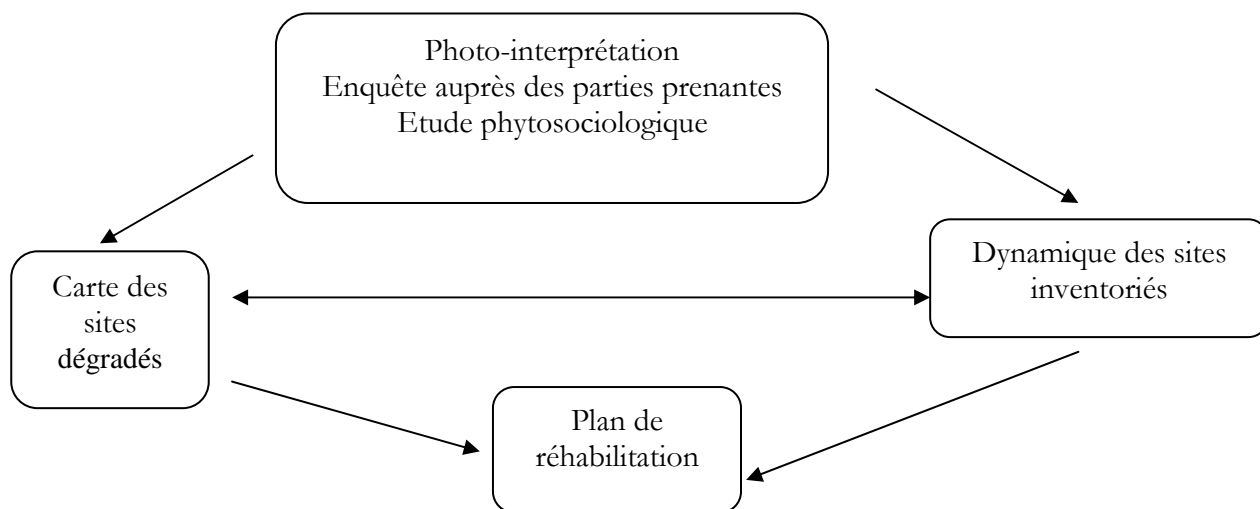 Photo-interprétation
Enquête auprès des parties prenantes
Etude phytosociologique
Carte des
sites
dégradés
Dynamique des sites
inventoriés
Plan de
réhabilitation